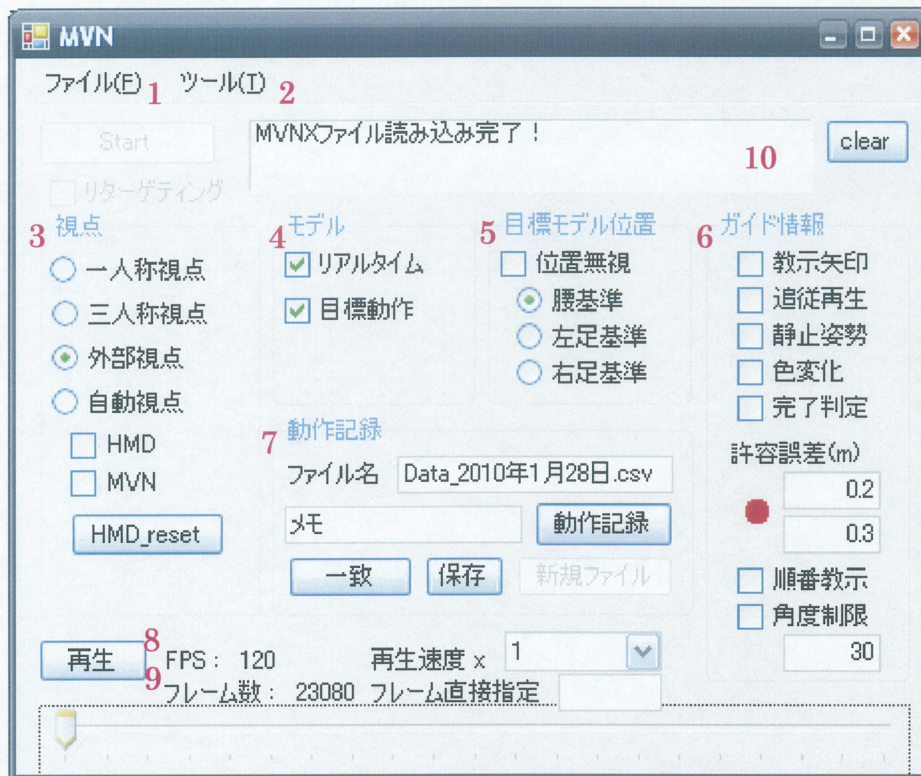 MVN
ファイル(F) 1 ツール(T) 2
Start
MVNXファイル読み込み完了！
10
clear
リターゲティング
3 視点
一人称視点
三人称視点
外部視点
自動視点
HMD
MVN
HMD_reset
4 モデル
リアルタイム
目標動作
5 目標モデル位置
位置無視
腰基準
左足基準
右足基準
6 ガイド情報
教示矢印
追従再生
静止姿勢
色変化
完了判定
許容誤差(m)
0.2
0.3
順番教示
角度制限
30
7 動作記録
ファイル名 Data_2010年1月28日.csv
メモ 動作記録
一致 保存 新規ファイル
再生 8 FPS： 120 再生速度 x 1
9 フレーム数： 23080 フレーム直接指定